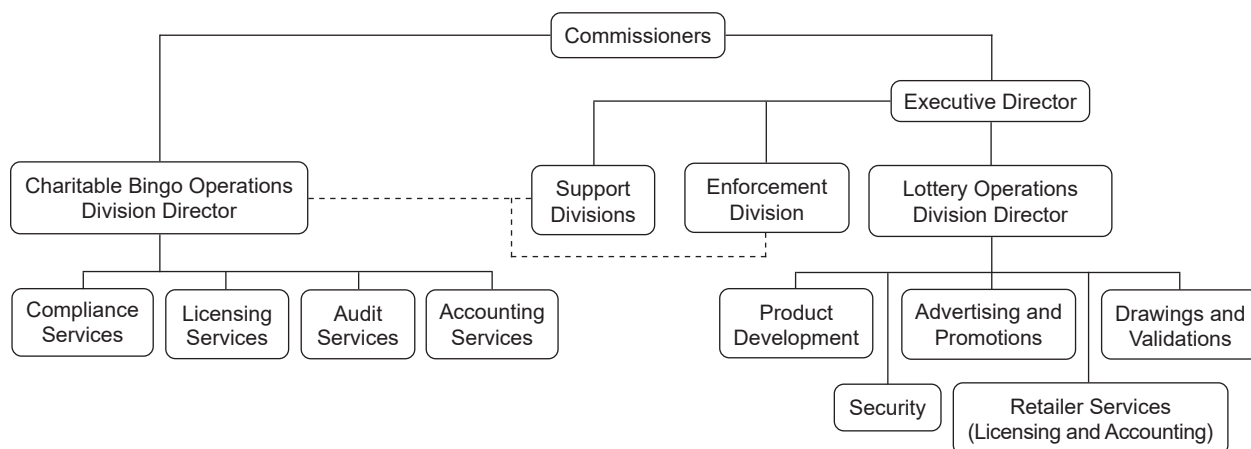 Commissioners
Executive Director
Charitable Bingo Operations
Division Director
Support
Divisions
Enforcement
Division
Lottery Operations
Division Director
Compliance
Services
Licensing
Services
Audit
Services
Accounting
Services
Product
Development
Advertising and
Promotions
Drawings and
Validations
Security
Retailer Services
(Licensing and Accounting)